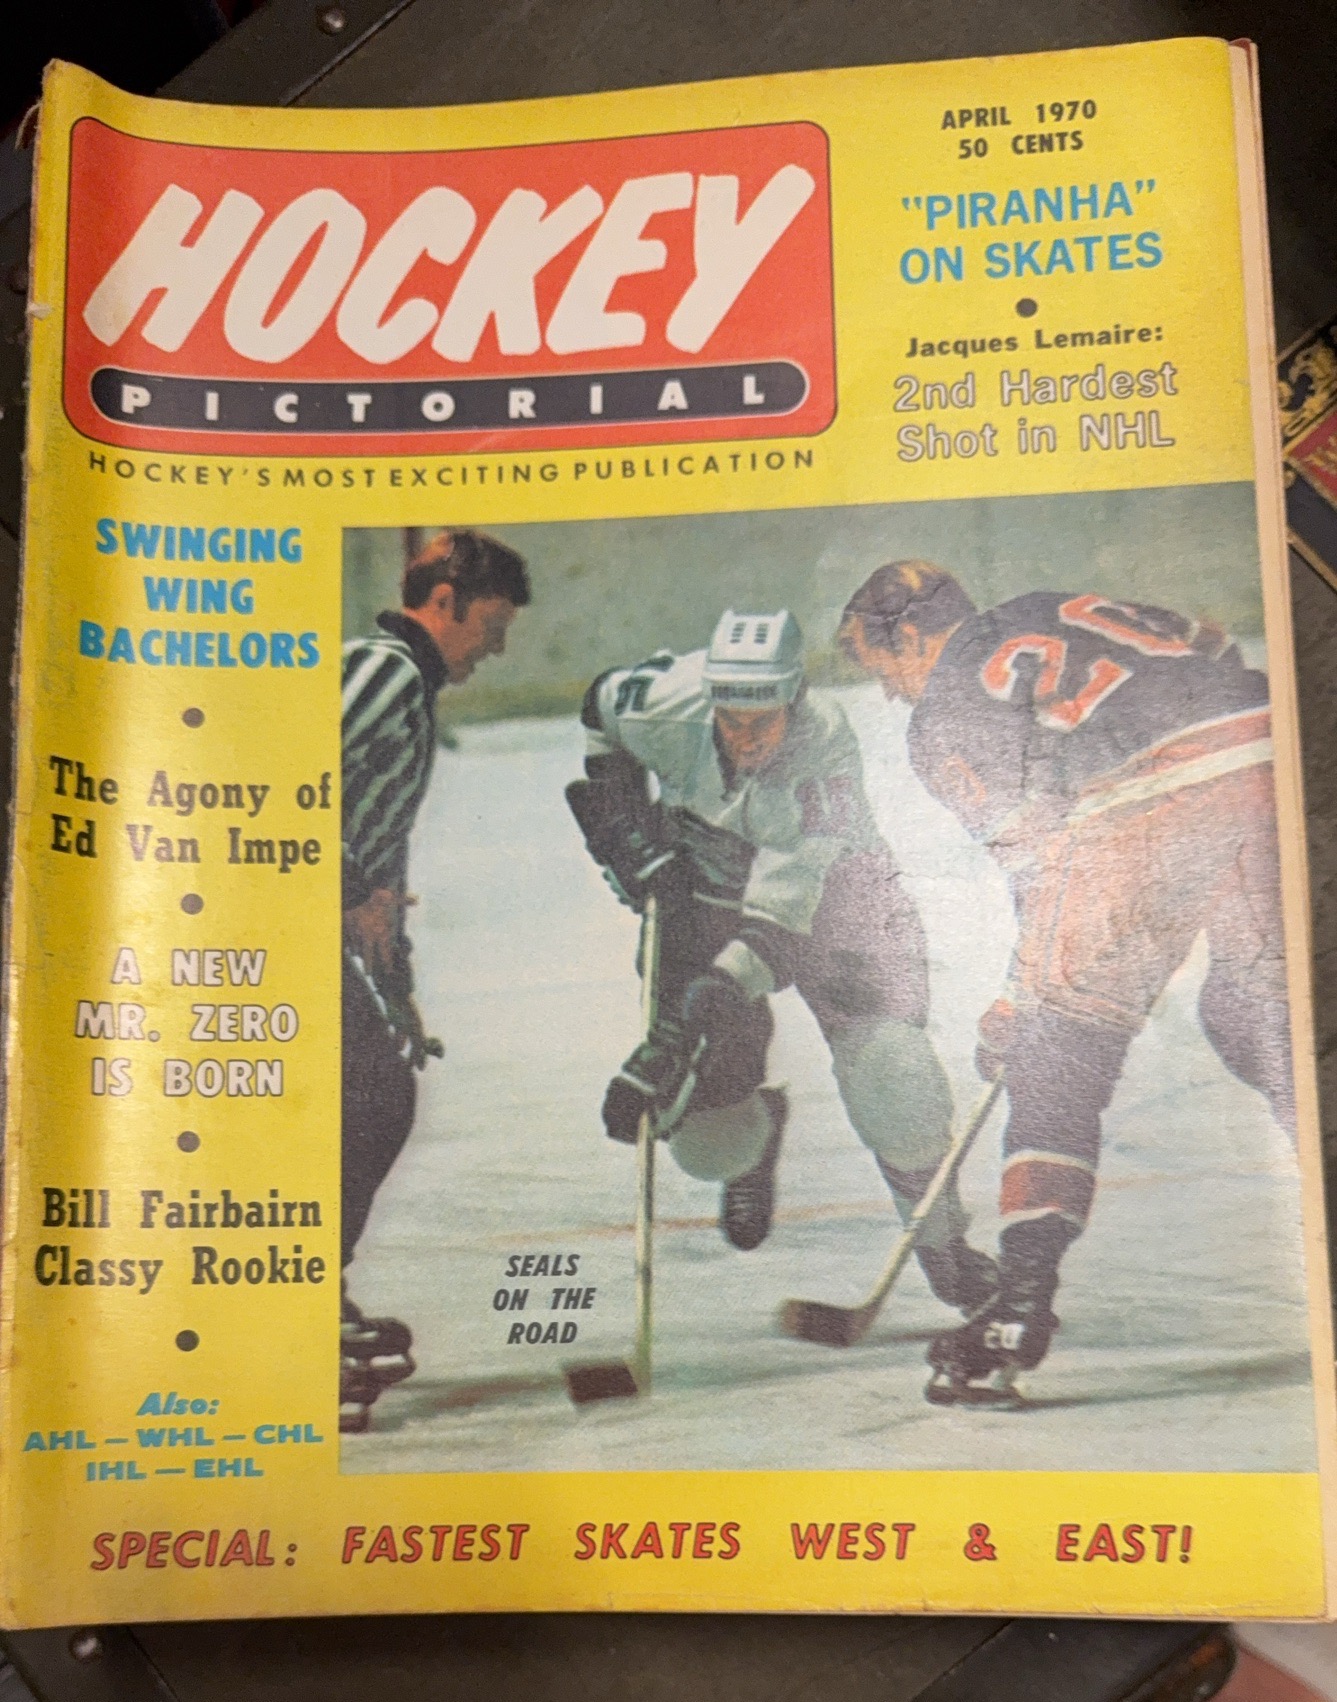 HOCKEY
PICTORIAL
HOCKEY'S MOST EXCITING PUBLICATION
APRIL 1970
50 CENTS
"PIRANHA"
ON SKATES
Jacques Lemaire:
2nd Hardest
Shot in NHL
SWINGING
WING
BACHELORS
The Agony of
Ed Van Impe
A NEW
MR. ZERO
IS BORN
Bill Fairbairn
Classy Rookie
Also:
AHL — WHL — CHL
IHL — EHL
20
20
SEALS
ON THE
ROAD
SPECIAL: FASTEST SKATES WEST & EAST!